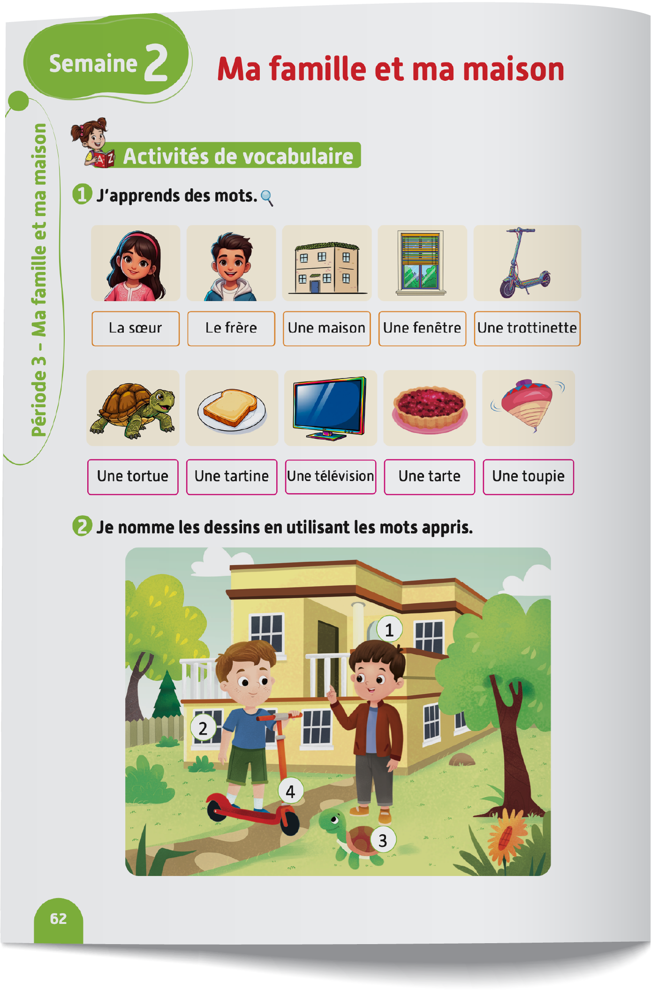 Semaine 2
Ma famille et ma maison
Période 3 - Ma famille et ma maison
A Z
Activités de vocabulaire
1 J'apprends des mots.
La sœur
Le frère
Une maison
Une fenêtre
Une trottinette
Une tortue
Une tartine
Une télévision
Une tarte
Une toupie
2 Je nomme les dessins en utilisant les mots appris.
1
2
4
3
62